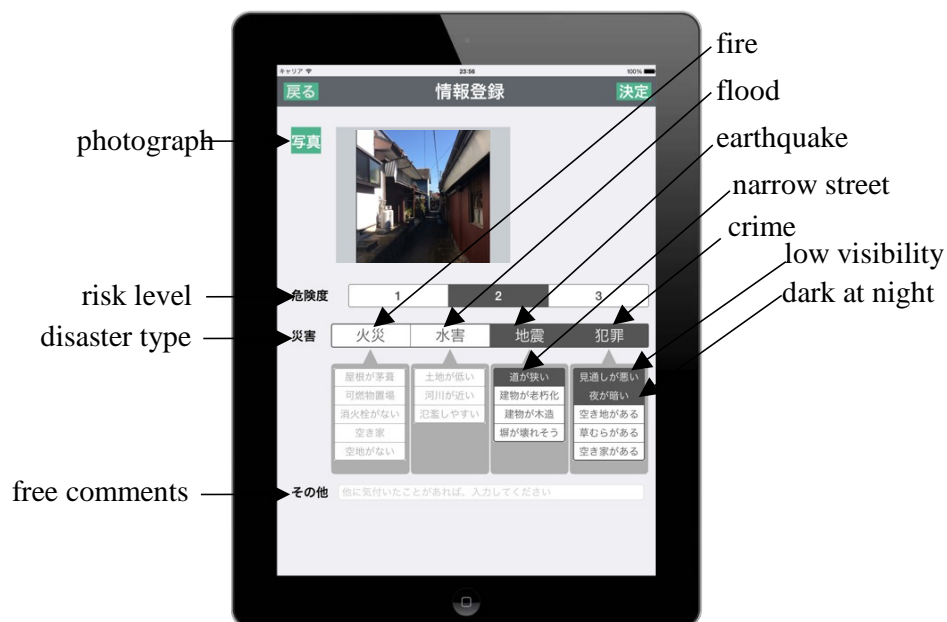 fire
flood
earthquake
narrow street
crime
low visibility
dark at night
photograph
risk level
disaster type
free comments
キャリア 23:56 100%
戻る 情報登録 決定
写真
危険度 1 2 3
災害 火災 水害 地震 犯罪
屋根が茅葺 土地が低い 道が狭い 見通しが悪い
可燃物置場 河川が近い 建物が老朽化 夜が暗い
消火栓がない 氾濫しやすい 建物が木造 空き地がある
空き家 塀が壊れそう 草むらがある
空地がない 空き家がある
その他 他に気付いたことがあれば、入力してください